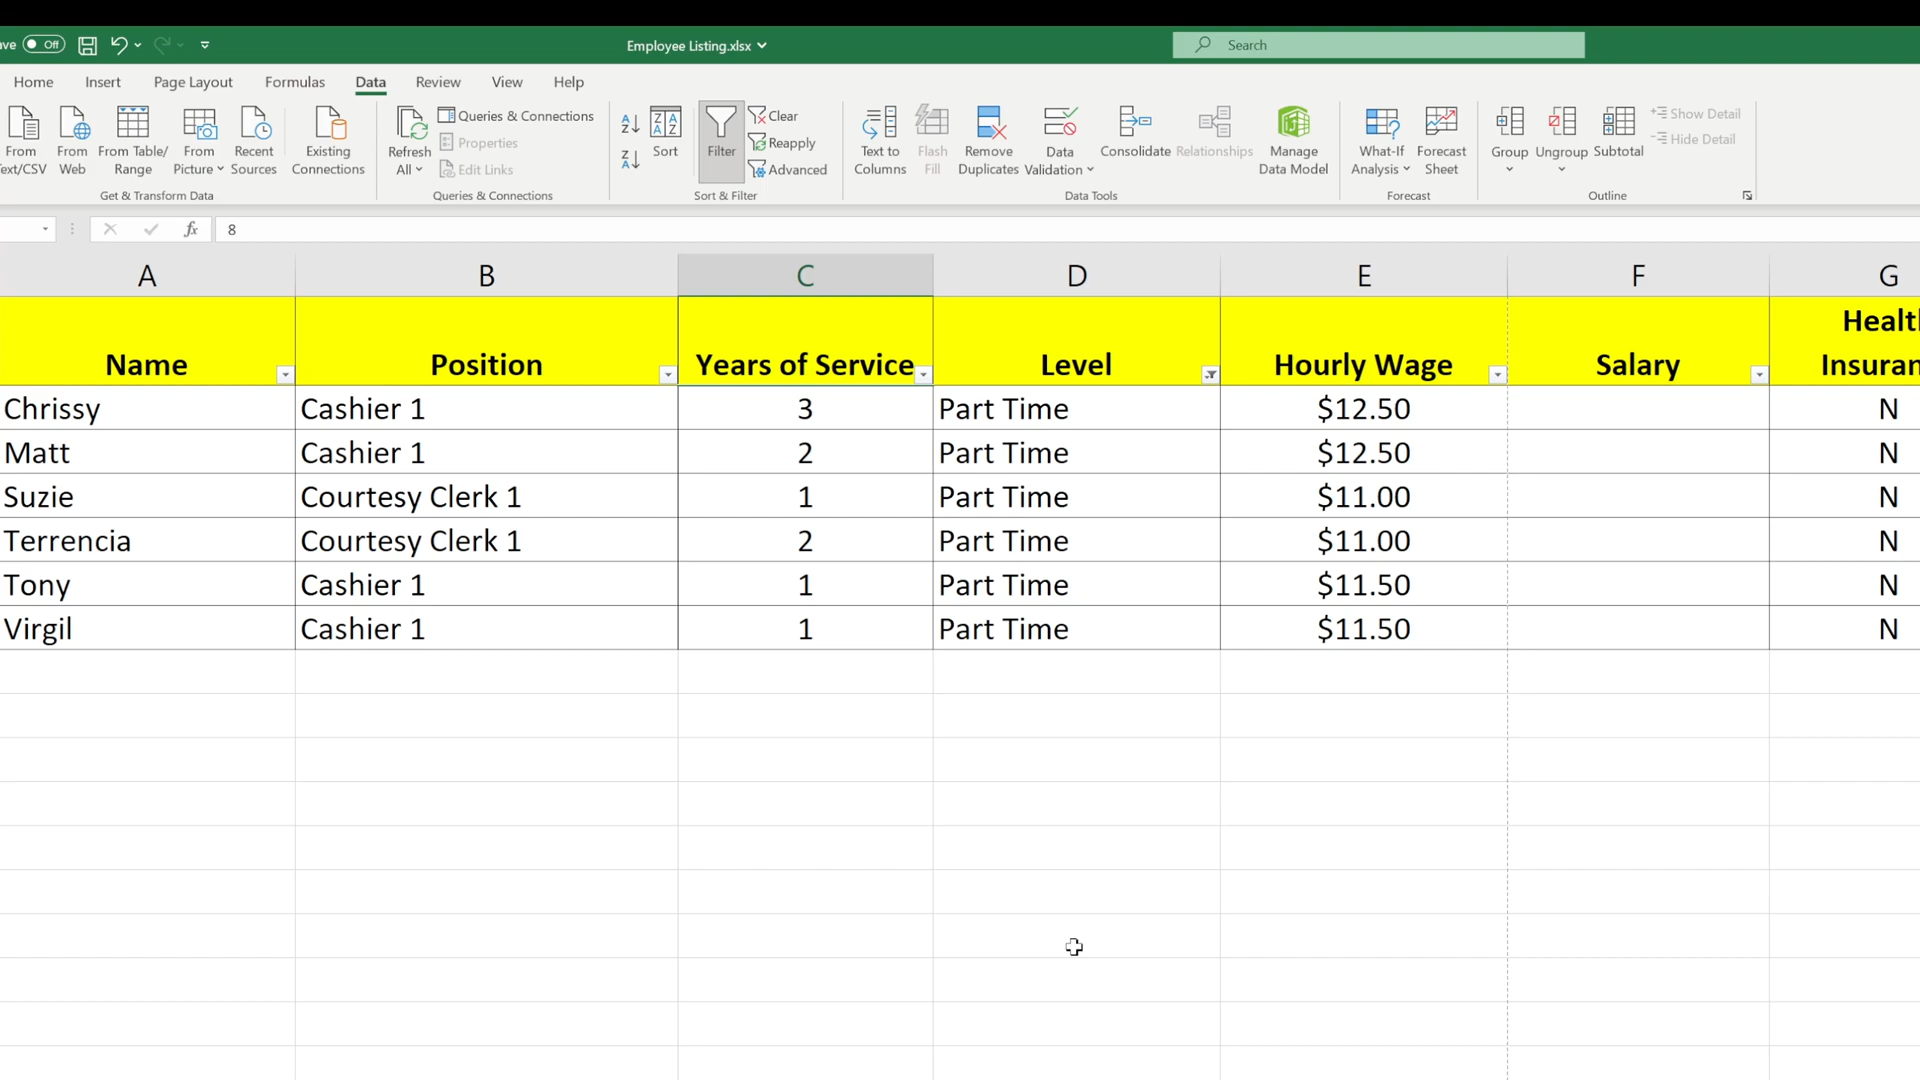 ve Off Employee Listing.xlsx Search
Home Insert Page Layout Formulas Data Review View Help
From Text/CSV
From Web
From Table/ Range
From Picture
Recent Sources
Existing Connections
Get & Transform Data
Refresh All
Queries & Connections
Properties
Edit Links
Queries & Connections
Sort
Filter
Clear
Reapply
Advanced
Sort & Filter
Text to Columns
Flash Fill
Remove Duplicates
Data Validation
Consolidate
Relationships
Manage Data Model
Data Tools
What-If Analysis
Forecast Sheet
Forecast
Group
Ungroup
Subtotal
Show Detail
Hide Detail
Outline
fx 8
A B C D E F G
Name Position Years of Service Level Hourly Wage Salary Healt Insuran
Chrissy Cashier 1 3 Part Time $12.50 N
Matt Cashier 1 2 Part Time $12.50 N
Suzie Courtesy Clerk 1 1 Part Time $11.00 N
Terrencia Courtesy Clerk 1 2 Part Time $11.00 N
Tony Cashier 1 1 Part Time $11.50 N
Virgil Cashier 1 1 Part Time $11.50 N